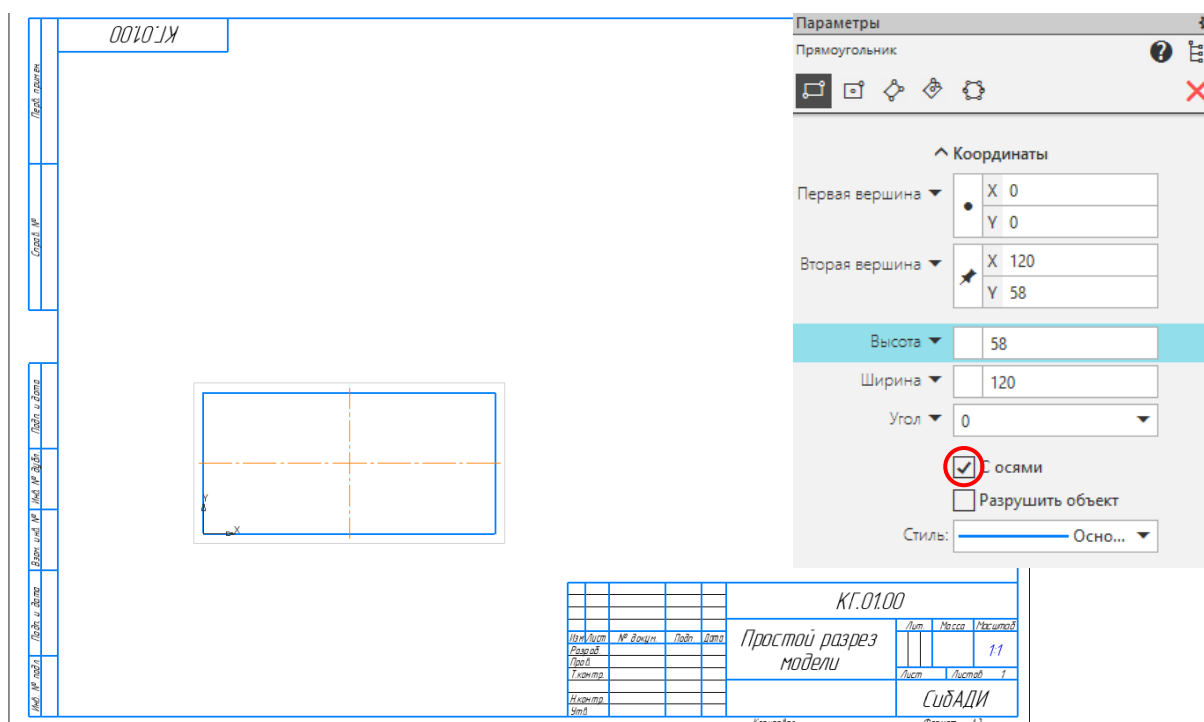 КГ.01.00
Перв. примен.
Справ. №
Подп. и дата
Инв. № дубл.
Взам. инв. №
Подп. и дата
Инв. № подл.
Y
X
Параметры
Прямоугольник
Координаты
Первая вершина
X 0
Y 0
Вторая вершина
X 120
Y 58
Высота 58
Ширина 120
Угол 0
С осями
Разрушить объект
Стиль: Осно...
КГ.01.00
Изм Лист № докум. Подп. Дата
Разраб.
Пров.
Т.контр.
Н.контр.
Утв.
Простой разрез
модели
Лит. Масса Масштаб
1:1
Лист Листов 1
СибАДИ
Копировал Формат А3